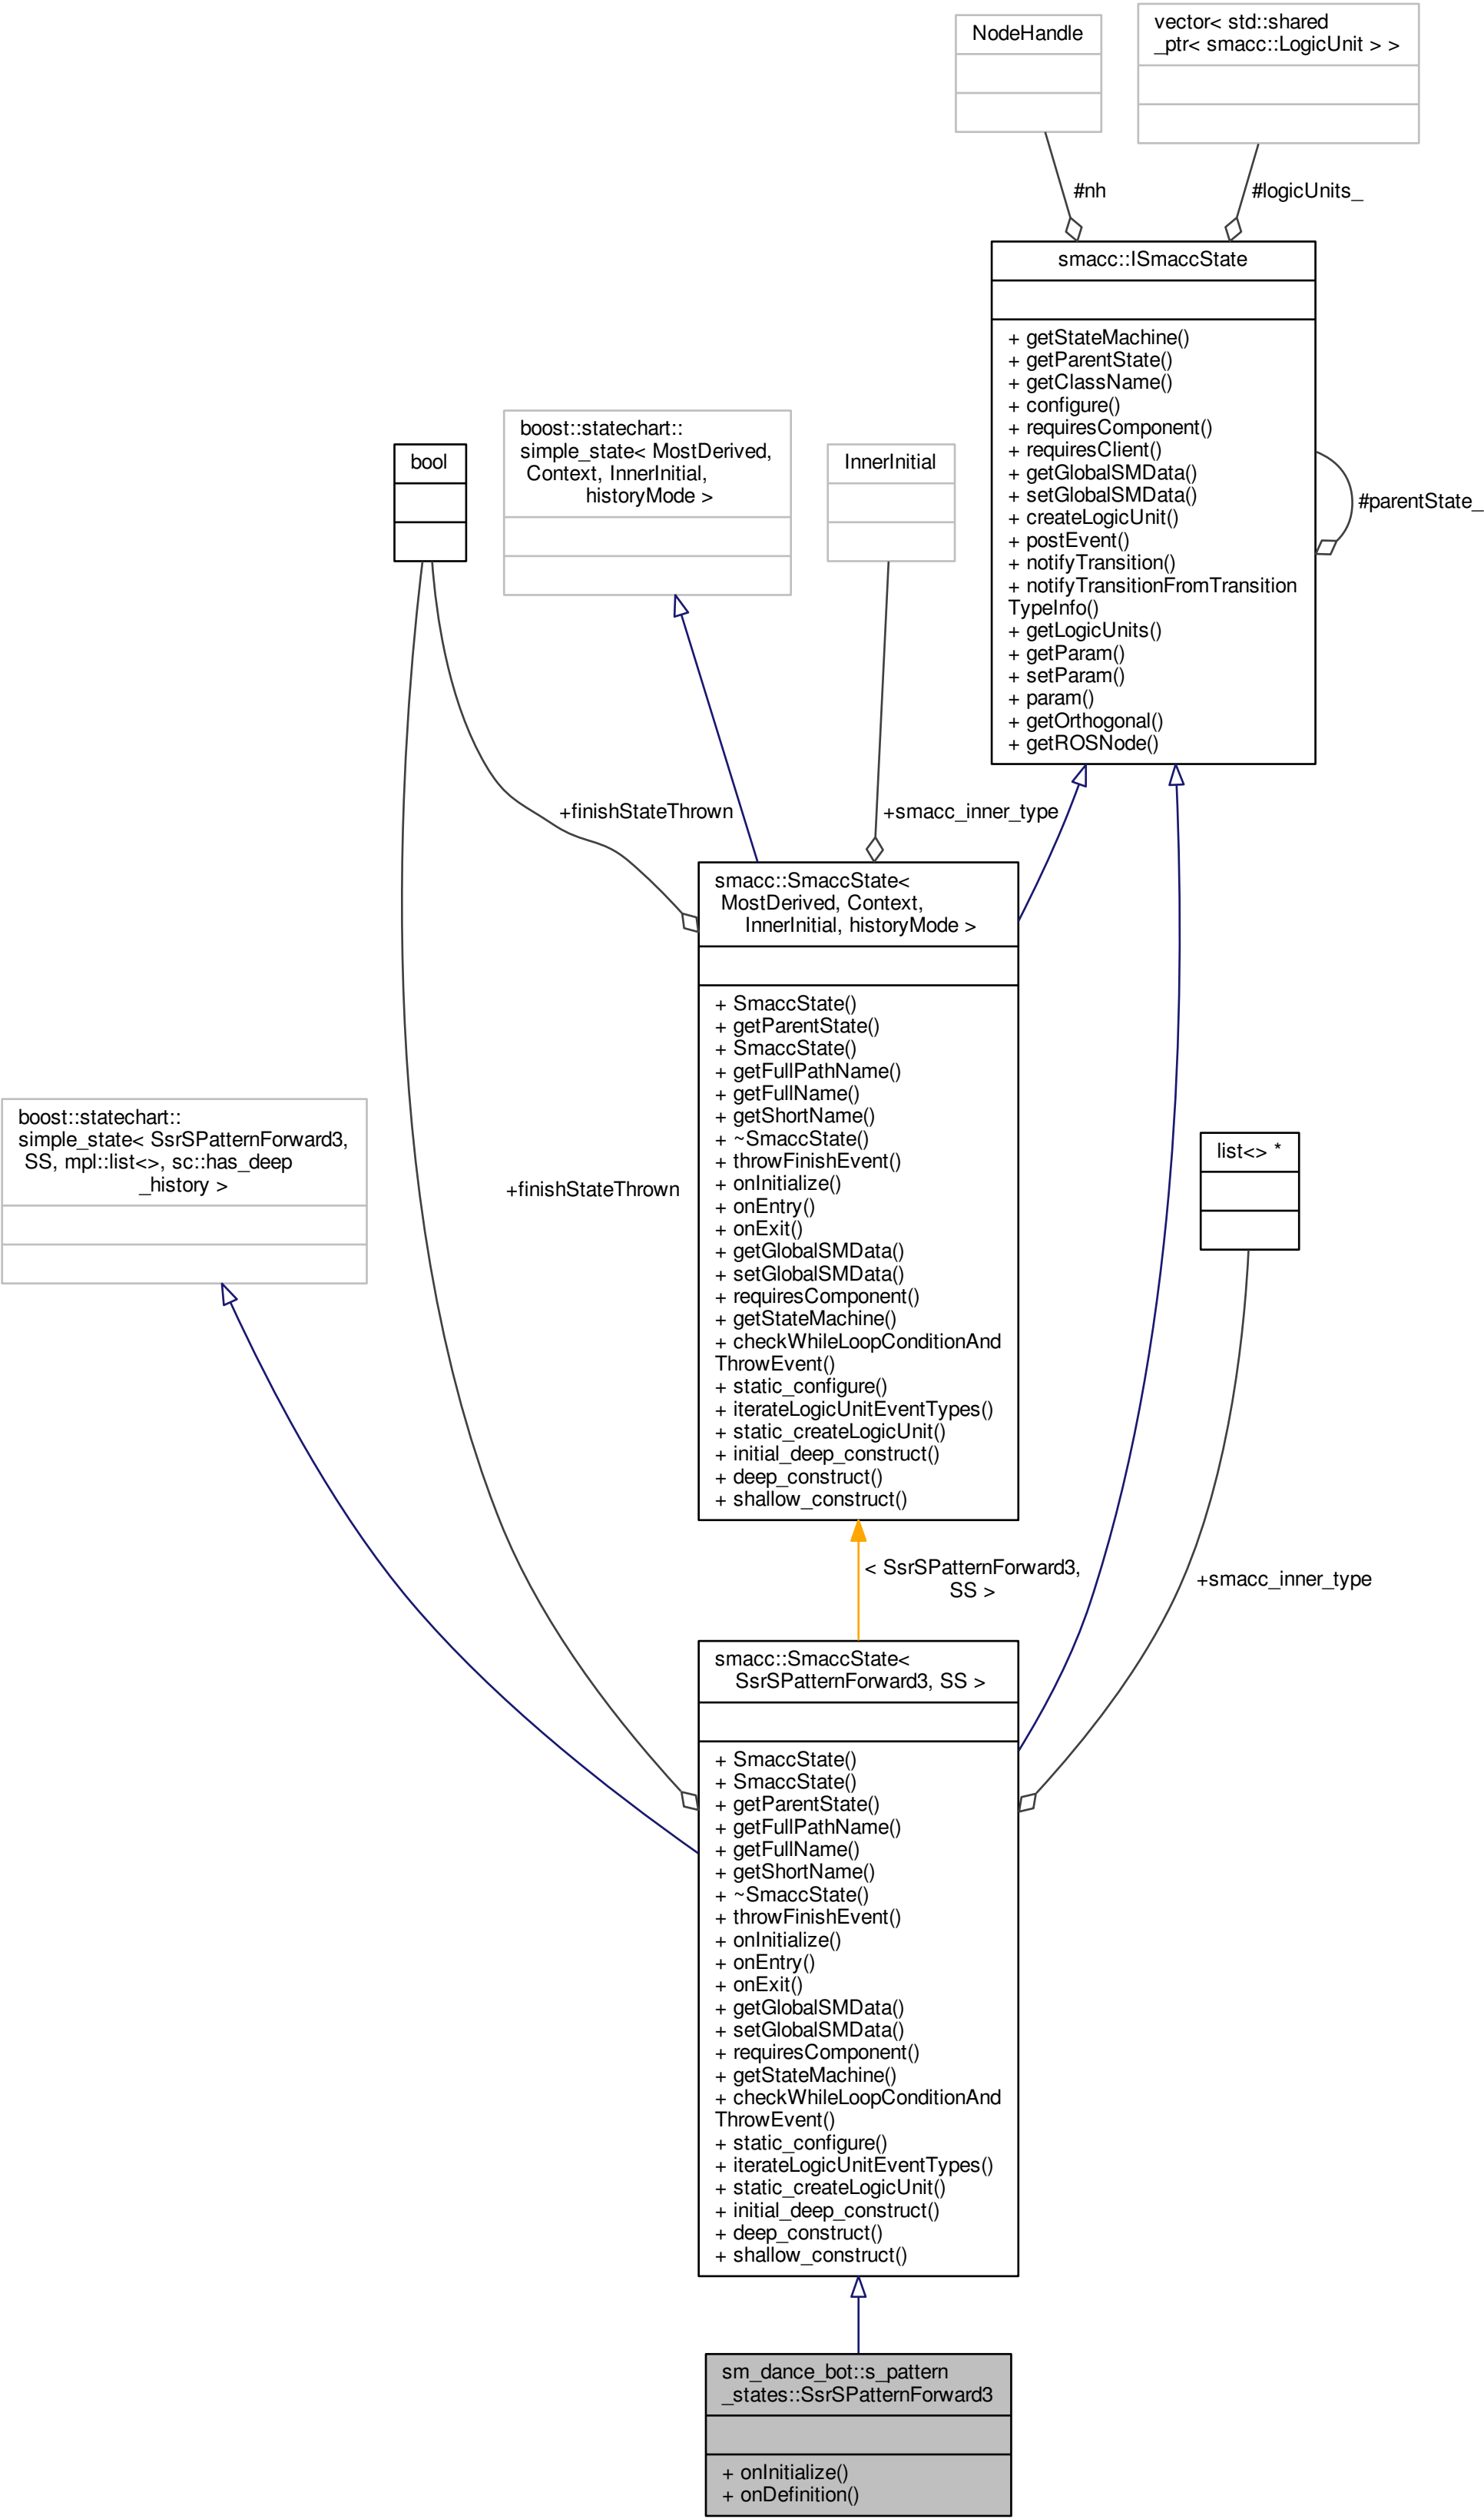 NodeHandle
vector< std::shared
_ptr< smacc::LogicUnit > >
#nh
#logicUnits_
smacc::ISmaccState
+ getStateMachine()
+ getParentState()
+ getClassName()
+ configure()
+ requiresComponent()
+ requiresClient()
+ getGlobalSMData()
+ setGlobalSMData()
+ createLogicUnit()
+ postEvent()
+ notifyTransition()
+ notifyTransitionFromTransition
TypeInfo()
+ getLogicUnits()
+ getParam()
+ setParam()
+ param()
+ getOrthogonal()
+ getROSNode()
#parentState_
bool
boost::statechart::
simple_state< MostDerived,
Context, InnerInitial,
historyMode >
InnerInitial
+finishStateThrown
+smacc_inner_type
smacc::SmaccState<
MostDerived, Context,
InnerInitial, historyMode >
+ SmaccState()
+ getParentState()
+ SmaccState()
+ getFullPathName()
+ getFullName()
+ getShortName()
+ ~SmaccState()
+ throwFinishEvent()
+ onInitialize()
+ onEntry()
+ onExit()
+ getGlobalSMData()
+ setGlobalSMData()
+ requiresComponent()
+ getStateMachine()
+ checkWhileLoopConditionAnd
ThrowEvent()
+ static_configure()
+ iterateLogicUnitEventTypes()
+ static_createLogicUnit()
+ initial_deep_construct()
+ deep_construct()
+ shallow_construct()
boost::statechart::
simple_state< SsrSPatternForward3,
SS, mpl::list<>, sc::has_deep
_history >
+finishStateThrown
list<> *
< SsrSPatternForward3,
SS >
+smacc_inner_type
smacc::SmaccState<
SsrSPatternForward3, SS >
+ SmaccState()
+ SmaccState()
+ getParentState()
+ getFullPathName()
+ getFullName()
+ getShortName()
+ ~SmaccState()
+ throwFinishEvent()
+ onInitialize()
+ onEntry()
+ onExit()
+ getGlobalSMData()
+ setGlobalSMData()
+ requiresComponent()
+ getStateMachine()
+ checkWhileLoopConditionAnd
ThrowEvent()
+ static_configure()
+ iterateLogicUnitEventTypes()
+ static_createLogicUnit()
+ initial_deep_construct()
+ deep_construct()
+ shallow_construct()
sm_dance_bot::s_pattern
_states::SsrSPatternForward3
+ onInitialize()
+ onDefinition()